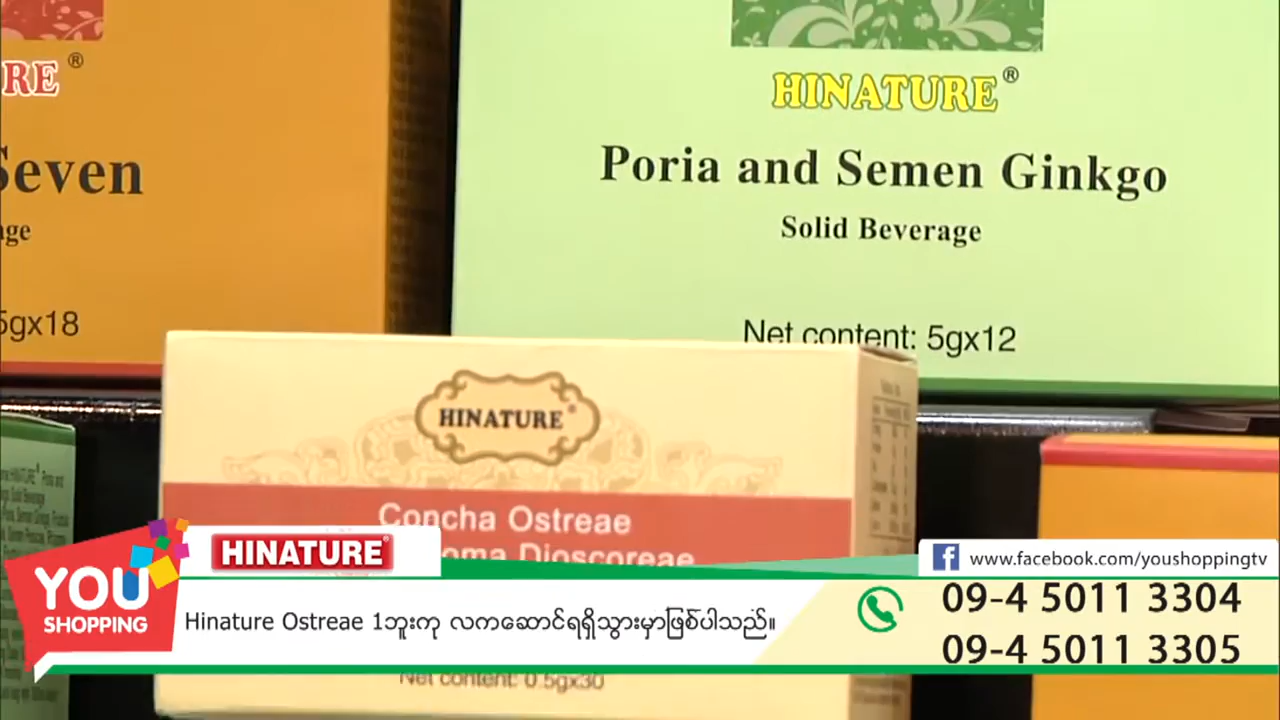 RE®
HINATURE®
Seven
Poria and Semen Ginkgo
Solid Beverage
5gx18
Net content: 5gx12
HINATURE®
Concha Ostreae
Dioscoreae
HINATURE®
YOU
SHOPPING
Hinature Ostreae 1ဘူးကု လကဆောင်ရရှိသွားမှာဖြစ်ပါသည်။
www.facebook.com/youshoppingtv
09-4 5011 3304
09-4 5011 3305
Net content: 0.5gx30